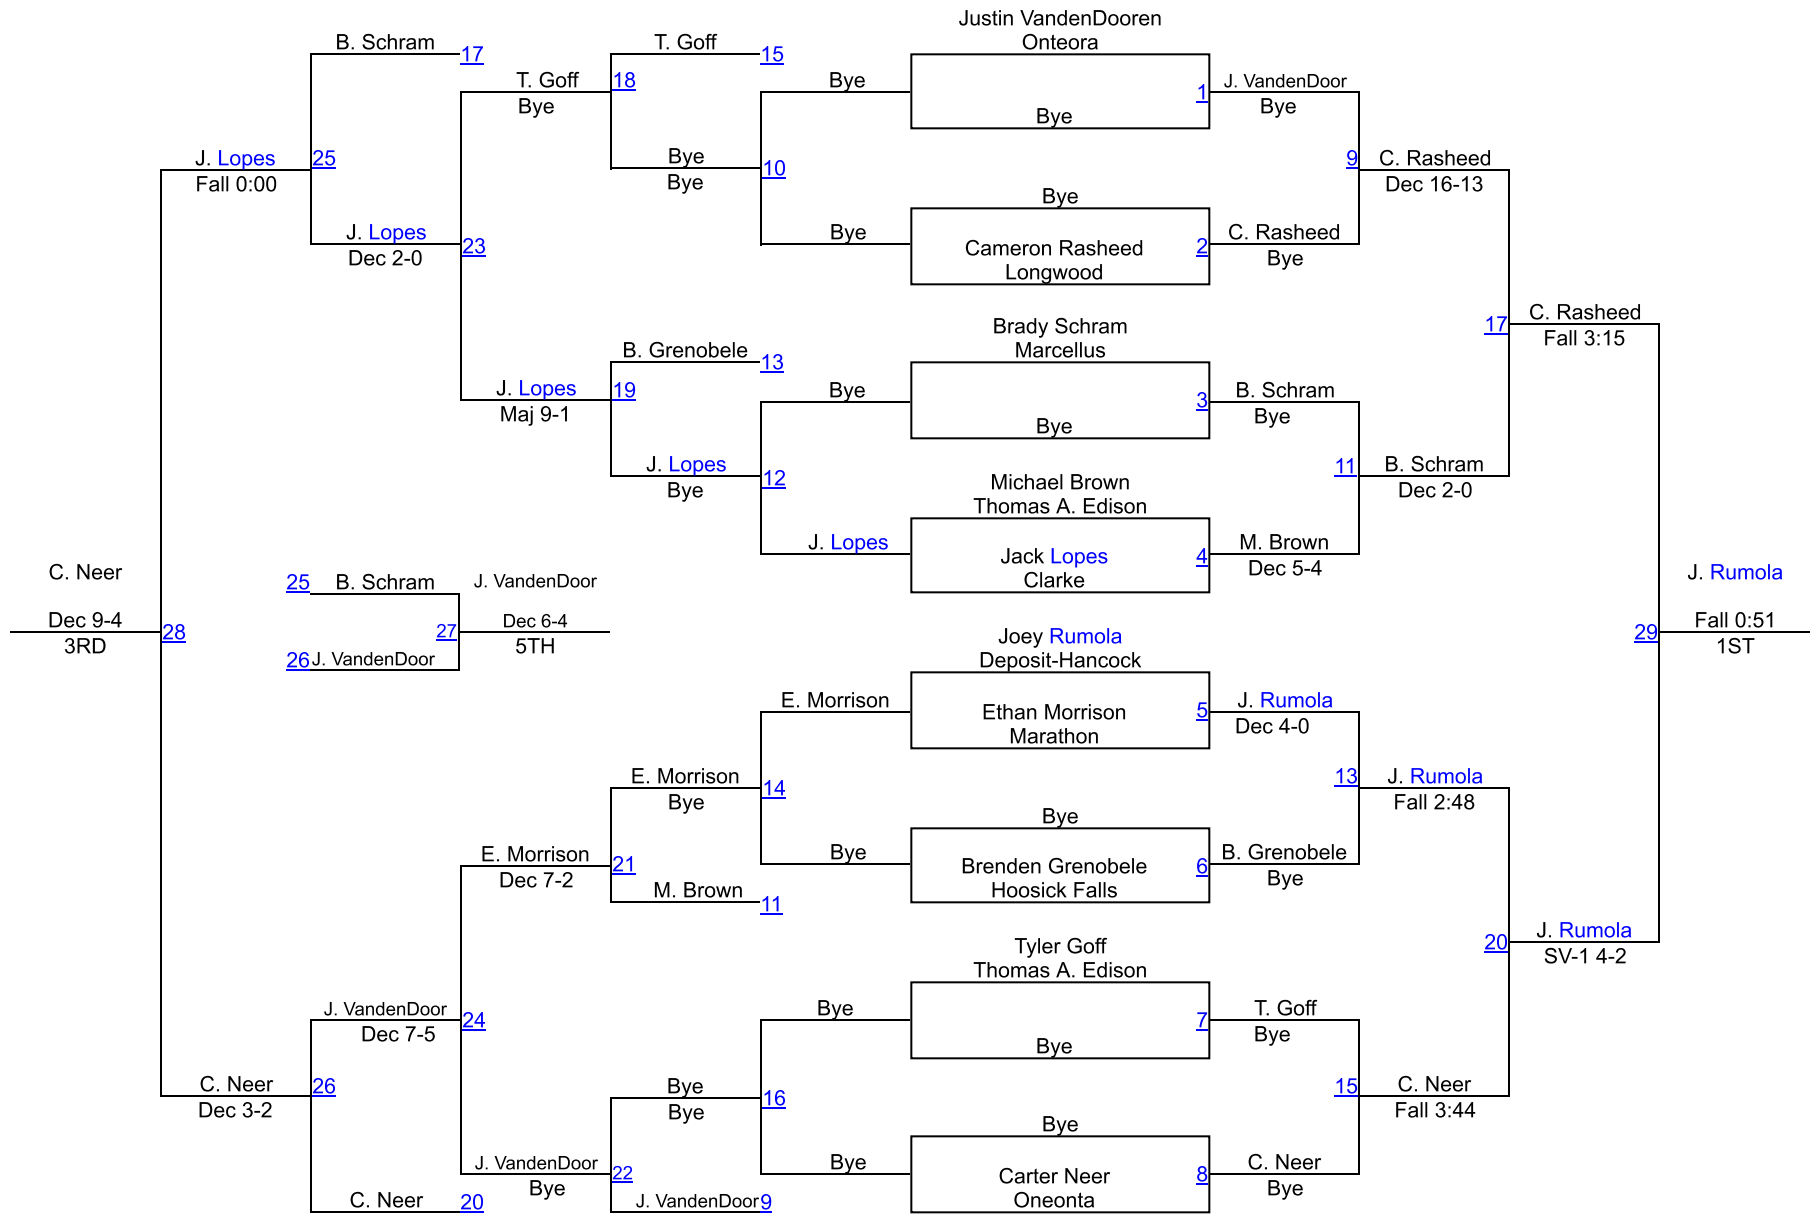 Justin VandenDooren
Onteora
B. Schram
17
T. Goff
15
T. Goff
18
Bye
Bye
1
J. VandenDoor
Bye
Bye
J. Lopes
25
Fall 0:00
Bye
Bye
10
9
C. Rasheed
Dec 16-13
Bye
J. Lopes
23
Dec 2-0
Bye
Cameron Rasheed
2
Longwood
C. Rasheed
Bye
17
C. Rasheed
Fall 3:15
Brady Schram
Marcellus
B. Grenobele
13
J. Lopes
19
Maj 9-1
Bye
3
Bye
B. Schram
Bye
J. Lopes
12
Bye
11
B. Schram
Dec 2-0
Michael Brown
Thomas A. Edison
J. Lopes
Jack Lopes
4
Clarke
M. Brown
Dec 5-4
C. Neer
Dec 9-4
3RD
28
25
B. Schram
J. VandenDoor
27
Dec 6-4
5TH
26
J. VandenDoor
29
J. Rumola
Fall 0:51
1ST
Joey Rumola
Deposit-Hancock
E. Morrison
Ethan Morrison
5
Marathon
J. Rumola
Dec 4-0
E. Morrison
14
Bye
13
J. Rumola
Fall 2:48
Bye
Bye
Brenden Grenobele
6
Hoosick Falls
B. Grenobele
Bye
E. Morrison
21
Dec 7-2
M. Brown
11
20
J. Rumola
SV-1 4-2
Tyler Goff
Thomas A. Edison
J. VandenDoor
24
Dec 7-5
Bye
7
Bye
T. Goff
Bye
C. Neer
26
Dec 3-2
Bye
16
Bye
15
C. Neer
Fall 3:44
Bye
J. VandenDoor
22
Bye
Bye
Carter Neer
8
Oneonta
C. Neer
Bye
C. Neer
20
J. VandenDoor
9